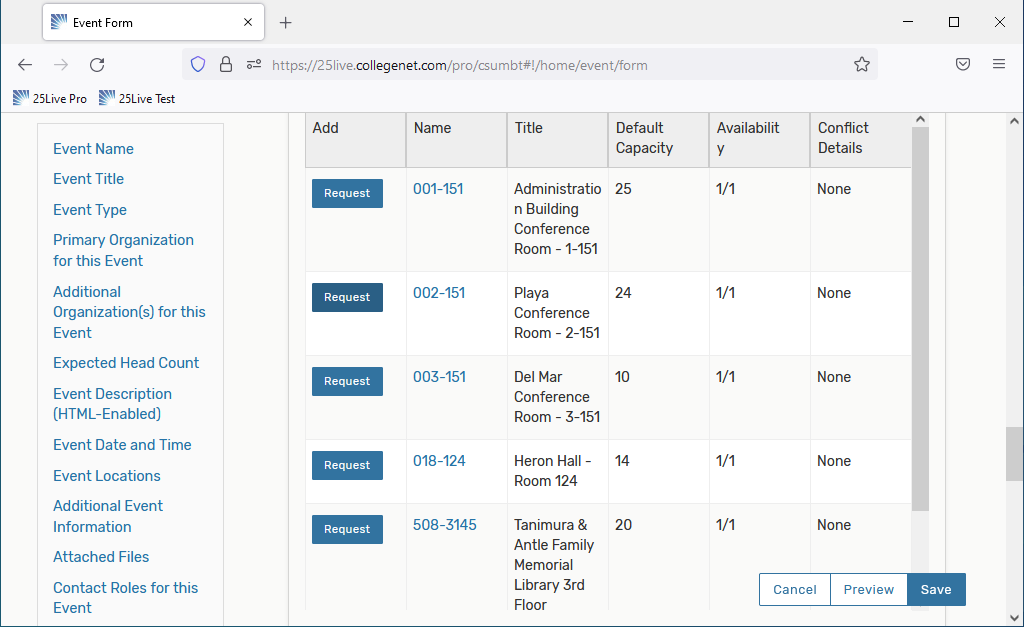 Event Form
https://25live.collegenet.com/pro/csumbt#!/home/event/form
25Live Pro
25Live Test
Event Name
Event Title
Event Type
Primary Organization
for this Event
Additional
Organization(s) for this
Event
Expected Head Count
Event Description
(HTML-Enabled)
Event Date and Time
Event Locations
Additional Event
Information
Attached Files
Contact Roles for this
Event
Add
Name
Title
Default
Capacity
Availabilit
y
Conflict
Details
Request
001-151
Administratio
n Building
Conference
Room - 1-151
25
1/1
None
Request
002-151
Playa
Conference
Room - 2-151
24
1/1
None
Request
003-151
Del Mar
Conference
Room - 3-151
10
1/1
None
Request
018-124
Heron Hall -
Room 124
14
1/1
None
Request
508-3145
Tanimura &
Antle Family
Memorial
Library 3rd
Floor
20
1/1
None
Cancel
Preview
Save